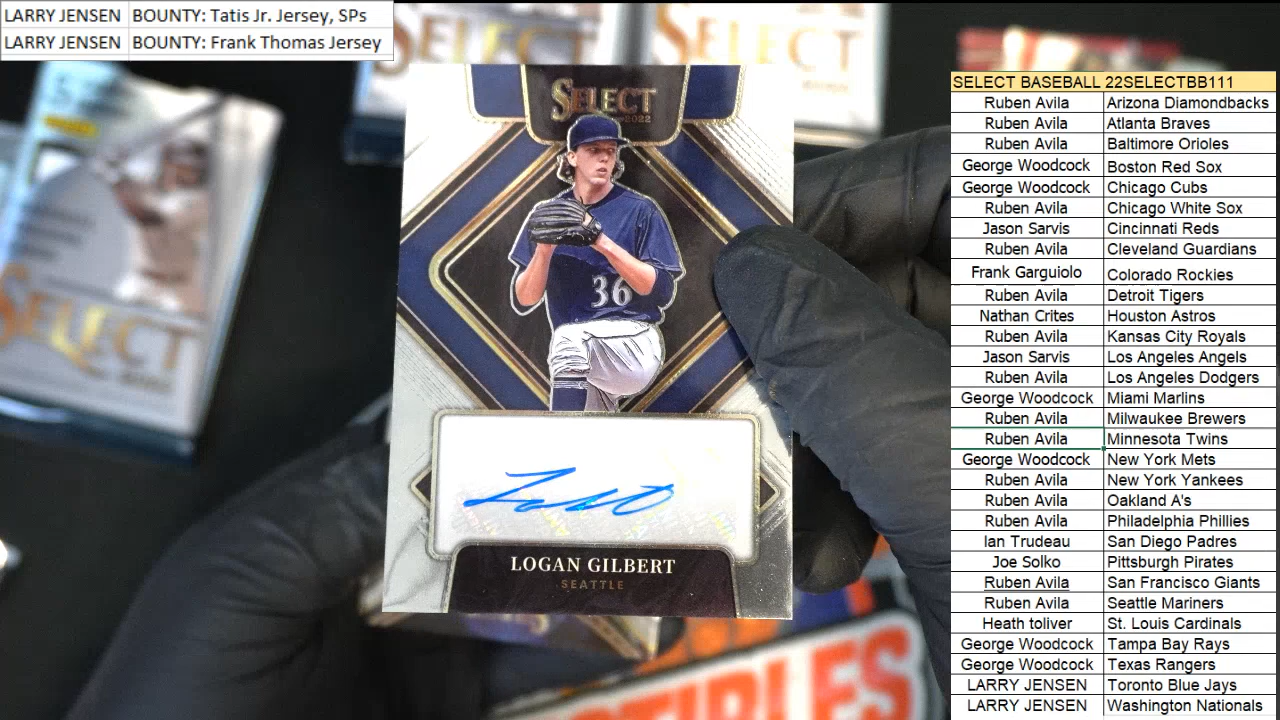 LARRY JENSEN BOUNTY: Tatis Jr. Jersey, SPs
LARRY JENSEN BOUNTY: Frank Thomas Jersey
SELECT
SELECT
SELECT
2022
36
LOGAN GILBERT
SEATTLE
SELECT
SELECT BASEBALL 22SELECTBB111
Ruben Avila Arizona Diamondbacks
Ruben Avila Atlanta Braves
Ruben Avila Baltimore Orioles
George Woodcock Boston Red Sox
George Woodcock Chicago Cubs
Ruben Avila Chicago White Sox
Jason Sarvis Cincinnati Reds
Ruben Avila Cleveland Guardians
Frank Garguiolo Colorado Rockies
Ruben Avila Detroit Tigers
Nathan Crites Houston Astros
Ruben Avila Kansas City Royals
Jason Sarvis Los Angeles Angels
Ruben Avila Los Angeles Dodgers
George Woodcock Miami Marlins
Ruben Avila Milwaukee Brewers
Ruben Avila Minnesota Twins
George Woodcock New York Mets
Ruben Avila New York Yankees
Ruben Avila Oakland A's
Ruben Avila Philadelphia Phillies
Ian Trudeau San Diego Padres
Joe Solko Pittsburgh Pirates
Ruben Avila San Francisco Giants
Ruben Avila Seattle Mariners
Heath toliver St. Louis Cardinals
George Woodcock Tampa Bay Rays
George Woodcock Texas Rangers
LARRY JENSEN Toronto Blue Jays
LARRY JENSEN Washington Nationals